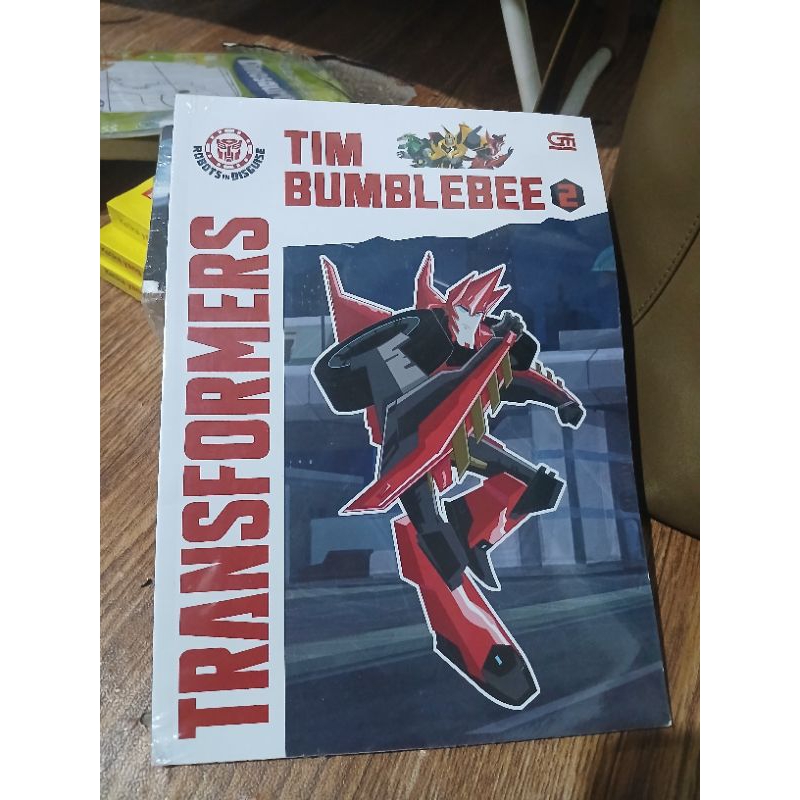 TIM
BUMBLEBEE 2
ROBOTS IN DISGUISE
TRANSFORMERS